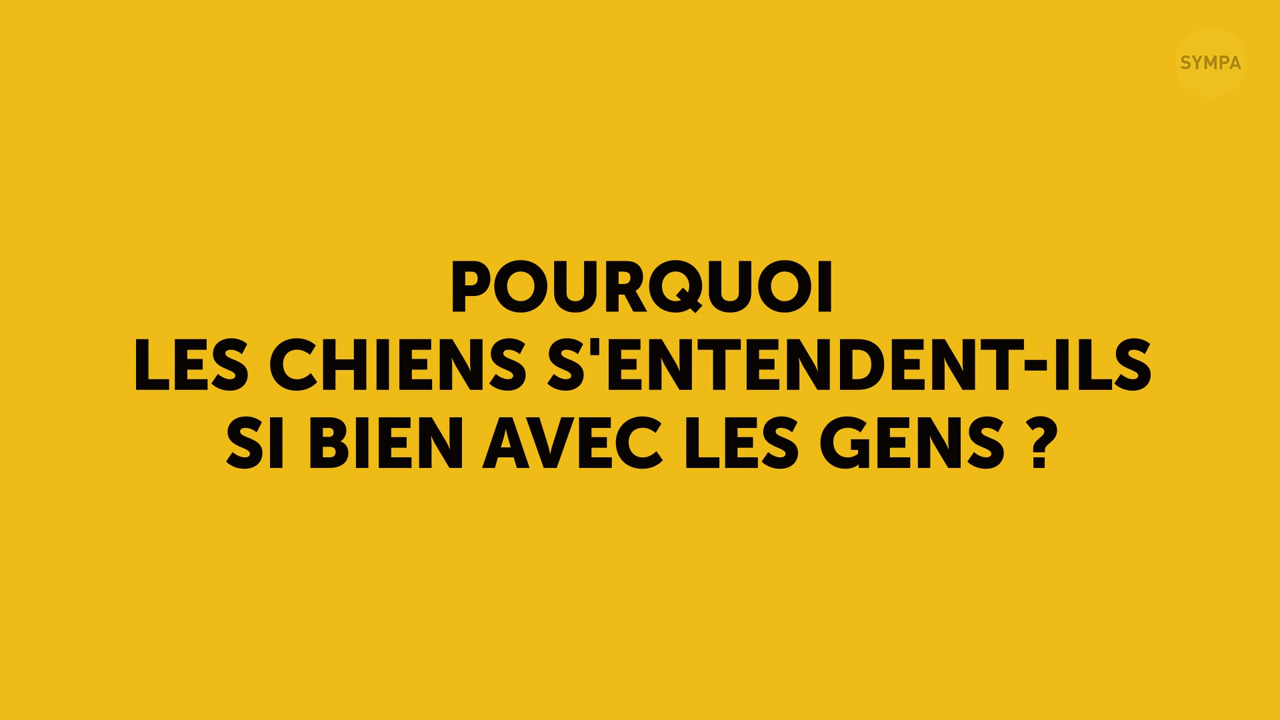 SYMPA
POURQUOI
LES CHIENS S'ENTENDENT-ILS
SI BIEN AVEC LES GENS ?